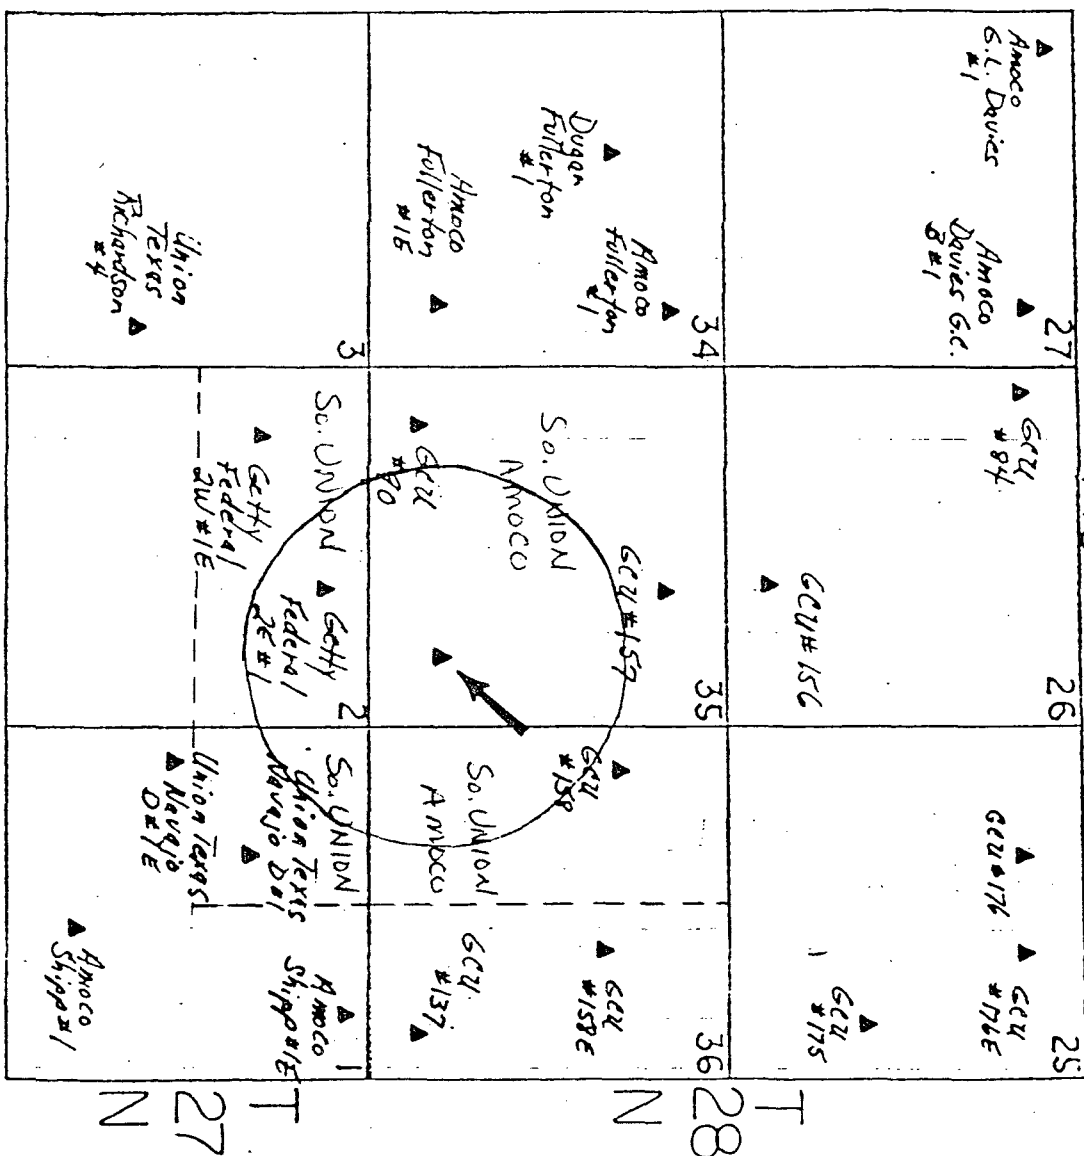 27
Amoco
G.L. Davies
#1
Amoco
Davies G.C.
B #1
26
GCU
#84
GCU #156
25
GCU #176
GCU
#176E
GCU
#175
T
28
N
34
Dugan
Fullerton
#1
Amoco
Fullerton
#1
Amoco
Fullerton
#1E
35
GCU #159
So. UNION
AMOCO
GCU
#90
36
GCU
#158
GCU
#158E
So. UNION
AMOCO
GCU
#137
T
27
N
3
Union
Texas
Richardson
#4
2
So. UNION
Getty
Federal
2E #1
Getty
Federal
2W #1E
1
So. UNION
Union Texas
Navajo D#1
Amoco
Shipp #1E
Union Texas
Navajo
D#1E
Amoco
Shipp #1